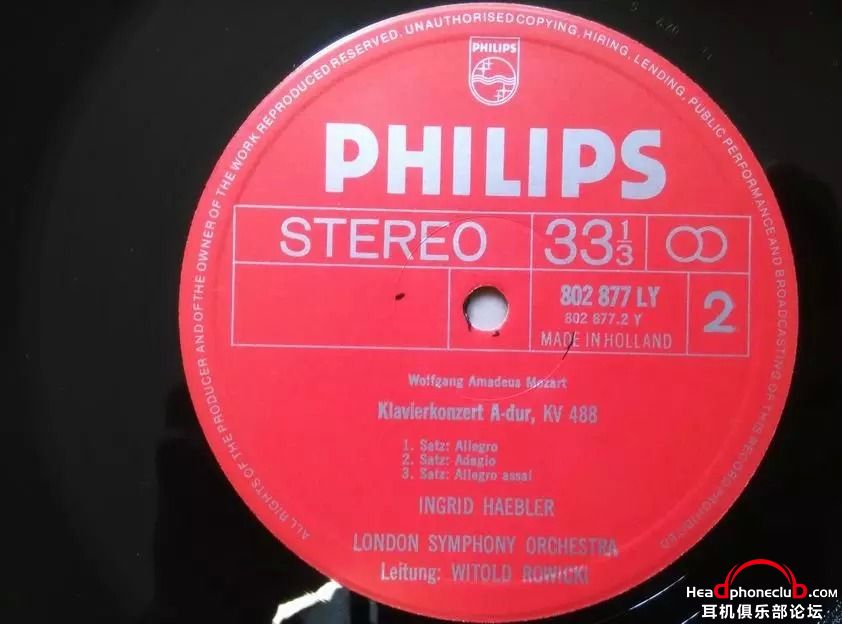 ALL RIGHTS OF THE PRODUCER AND OF THE OWNER OF THE WORK REPRODUCED RESERVED. UNAUTHORISED COPYING, HIRING, LENDING, PUBLIC PERFORMANCE AND BROADCASTING OF THIS RECORD PROHIBITED
PHILIPS
PHILIPS
STEREO 33 1/3
802 877 LY
802 877.2 Y
2
MADE IN HOLLAND
Wolfgang Amadeus Mozart
Klavierkonzert A-dur, KV 488
1. Satz: Allegro
2. Satz: Adagio
3. Satz: Allegro assai
INGRID HAEBLER
LONDON SYMPHONY ORCHESTRA
Leitung: WITOLD ROWICKI
Headphoneclub.com
耳机俱乐部论坛